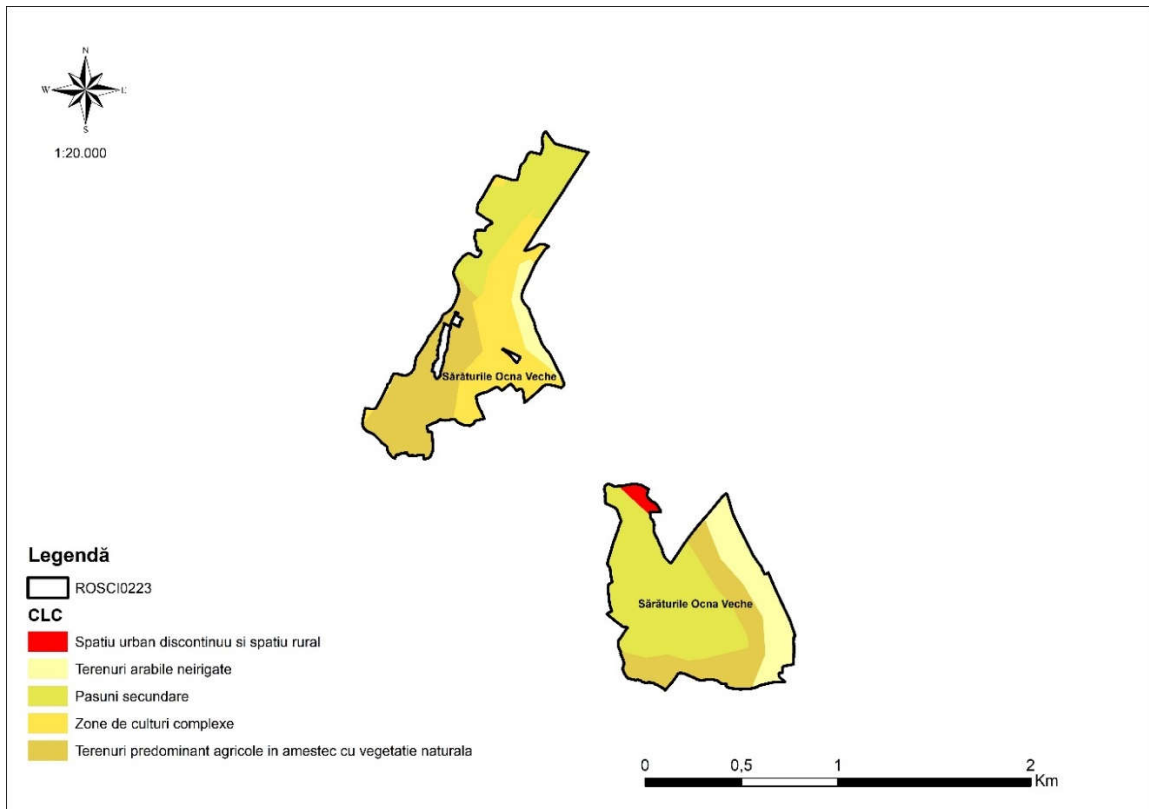 N
W E
S
1:20.000
Sărăturile Ocna Veche
Sărăturile Ocna Veche
Legendă
ROSCI0223
CLC
Spatiu urban discontinuu si spatiu rural
Terenuri arabile neirigate
Pasuni secundare
Zone de culturi complexe
Terenuri predominant agricole in amestec cu vegetatie naturala
0 0,5 1 2
Km